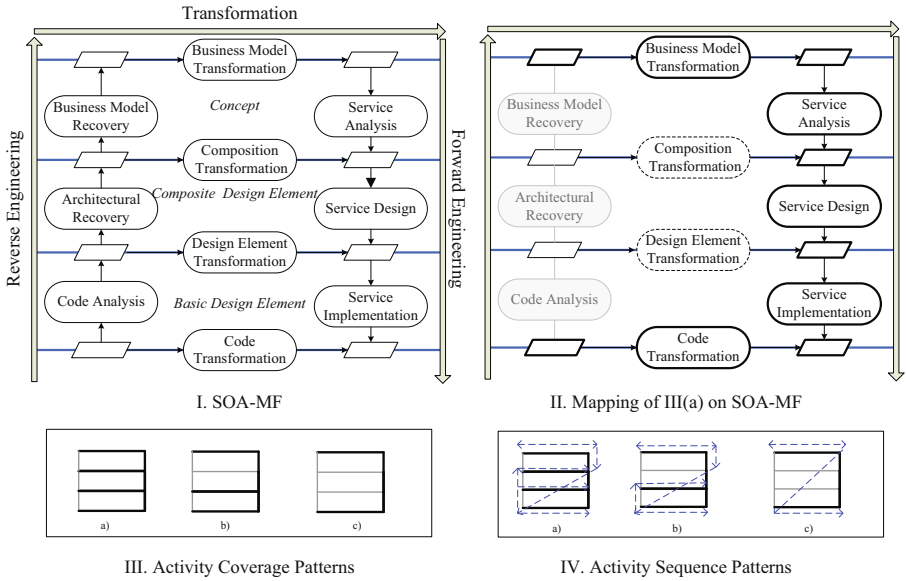 Transformation
Reverse Engineering
Business Model
Transformation
Concept
Business Model
Recovery
Service
Analysis
Composition
Transformation
Composite Design Element
Architectural
Recovery
Service Design
Design Element
Transformation
Code Analysis
Basic Design Element
Service
Implementation
Code
Transformation
Forward Engineering
I. SOA-MF
Business Model
Transformation
Business Model
Recovery
Service
Analysis
Composition
Transformation
Architectural
Recovery
Service Design
Design Element
Transformation
Code Analysis
Service
Implementation
Code
Transformation
II. Mapping of III(a) on SOA-MF
a)
b)
c)
III. Activity Coverage Patterns
a)
b)
c)
IV. Activity Sequence Patterns